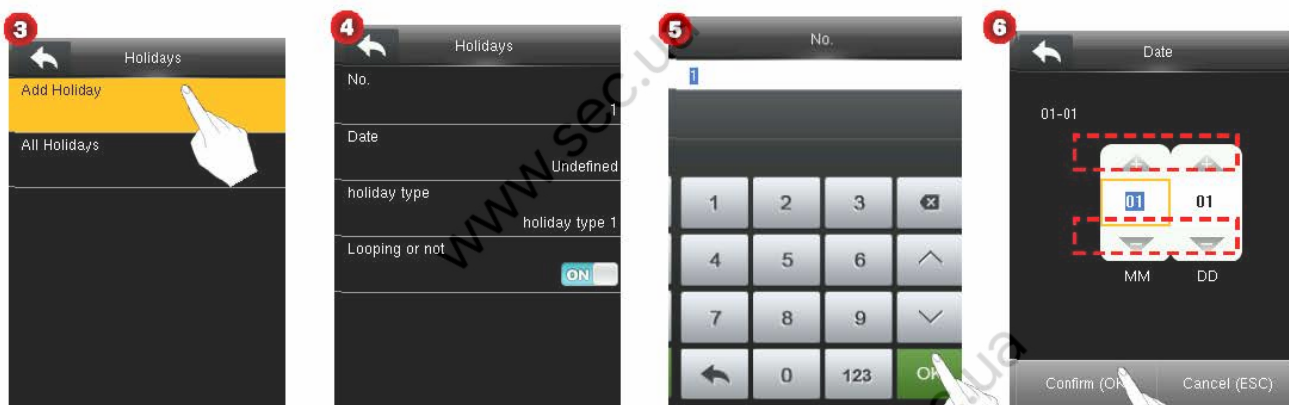 3
Holidays
Add Holiday
All Holidays
4
Holidays
No.
1
Date
Undefined
holiday type
holiday type 1
Looping or not
ON
5
No.
1
1 2 3
4 5 6
7 8 9
0 123 OK
6
Date
01-01
+ +
01 01
- -
MM DD
Confirm (OK Cancel (ESC)
www.sec.ua